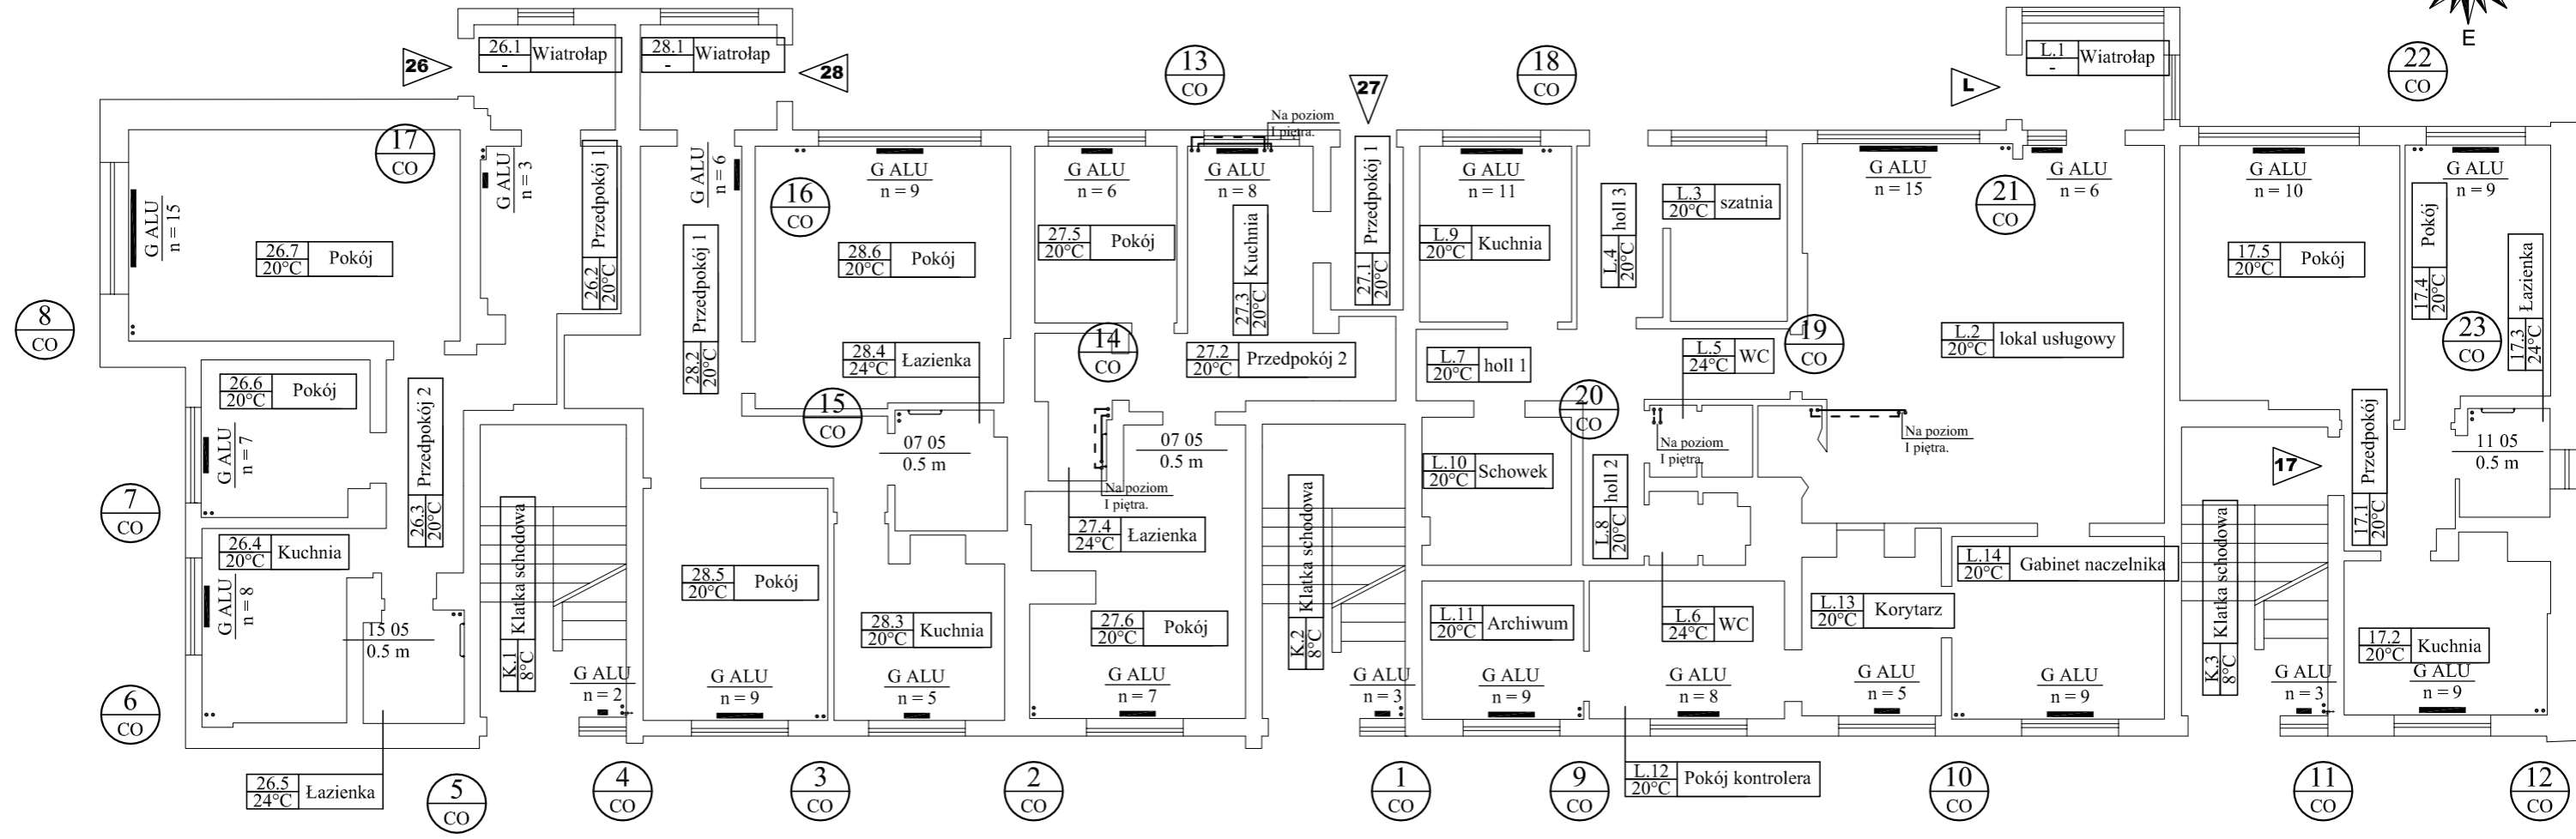 E
26
26.1 Wiatrołap
-
28.1 Wiatrołap
-
28
13
CO
27
18
CO
L
L.1 Wiatrołap
-
22
CO
17
CO
G ALU
n = 3
Przedpokój 1
26.2
20°C
G ALU
n = 6
16
CO
G ALU
n = 9
G ALU
n = 6
Na poziom
I piętra.
G ALU
n = 8
Przedpokój 1
27.1
20°C
G ALU
n = 11
holl 3
L.4
20°C
L.3 szatnia
20°C
G ALU
n = 15
21
CO
G ALU
n = 6
G ALU
n = 10
G ALU
n = 9
Pokój
17.4
20°C
Łazienka
17.3
24°C
G ALU
n = 15
26.7 Pokój
20°C
Przedpokój 1
28.2
20°C
28.6 Pokój
20°C
27.5 Pokój
20°C
Kuchnia
27.3
20°C
L.9 Kuchnia
20°C
17.5 Pokój
20°C
8
CO
28.4 Łazienka
24°C
14
CO
27.2 Przedpokój 2
20°C
L.7 holl 1
20°C
L.5 WC
24°C
19
CO
L.2 lokal usługowy
20°C
23
CO
26.6 Pokój
20°C
Przedpokój 2
26.3
20°C
15
CO
20
CO
Przedpokój
17.1
20°C
G ALU
n = 7
07 05
0.5 m
07 05
0.5 m
Na poziom
I piętra.
Na poziom
I piętra.
11 05
0.5 m
17
L.10 Schowek
20°C
holl 2
L.8
20°C
Na poziom
I piętra.
7
CO
27.4 Łazienka
24°C
26.4 Kuchnia
20°C
Klatka schodowa
K.1
8°C
Klatka schodowa
K.2
8°C
Klatka schodowa
K.3
8°C
L.14 Gabinet naczelnika
20°C
G ALU
n = 8
28.5 Pokój
20°C
28.3 Kuchnia
20°C
27.6 Pokój
20°C
L.11 Archiwum
20°C
L.6 WC
24°C
L.13 Korytarz
20°C
17.2 Kuchnia
20°C
15 05
0.5 m
G ALU
n = 2
G ALU
n = 9
G ALU
n = 5
G ALU
n = 7
G ALU
n = 3
G ALU
n = 9
G ALU
n = 8
G ALU
n = 5
G ALU
n = 9
G ALU
n = 3
G ALU
n = 9
6
CO
26.5 Łazienka
24°C
5
CO
4
CO
3
CO
2
CO
1
CO
9
CO
L.12 Pokój kontrolera
20°C
10
CO
11
CO
12
CO